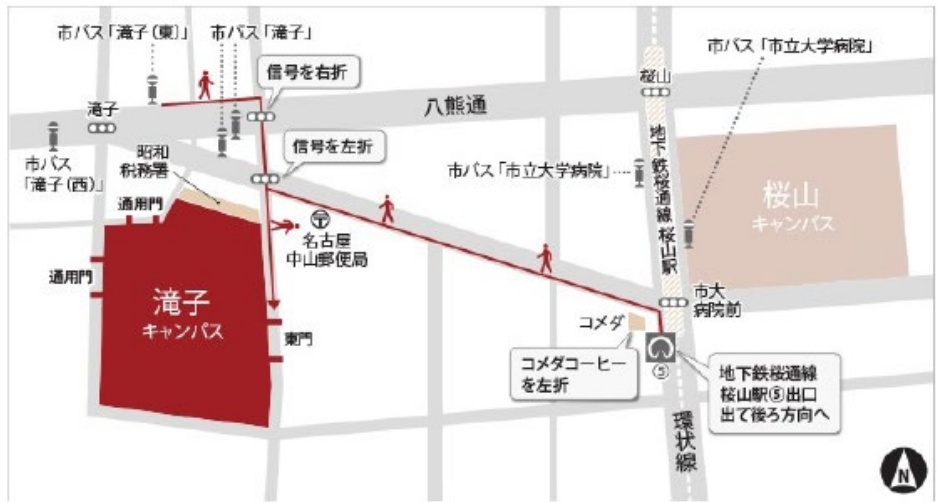 市バス「滝子(東)」
市バス「滝子」
信号を右折
滝子
八熊通
桜山
市バス「市立大学病院」
市バス
「滝子(西)」
昭和
税務署
信号を左折
市バス「市立大学病院」
地下鉄桜通線 桜山駅
桜山
キャンパス
通用門
〒
名古屋
中山郵便局
通用門
滝子
キャンパス
東門
市大
病院前
コメダ
コメダコーヒー
を左折
⑤
地下鉄桜通線
桜山駅⑤出口
出て後ろ方向へ
環状線
N